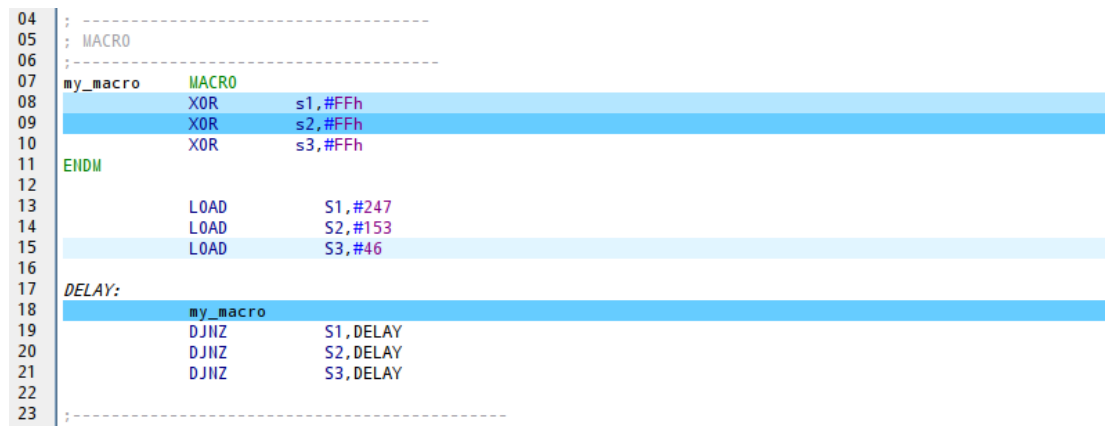 04 ; ------------------------------------
05 ; MACRO
06 ;--------------------------------------
07 my_macro MACRO
08 XOR s1,#FFh
09 XOR s2,#FFh
10 XOR s3,#FFh
11 ENDM
12
13 LOAD S1,#247
14 LOAD S2,#153
15 LOAD S3,#46
16
17 DELAY:
18 my_macro
19 DJNZ S1,DELAY
20 DJNZ S2,DELAY
21 DJNZ S3,DELAY
22
23 ;---------------------------------------------